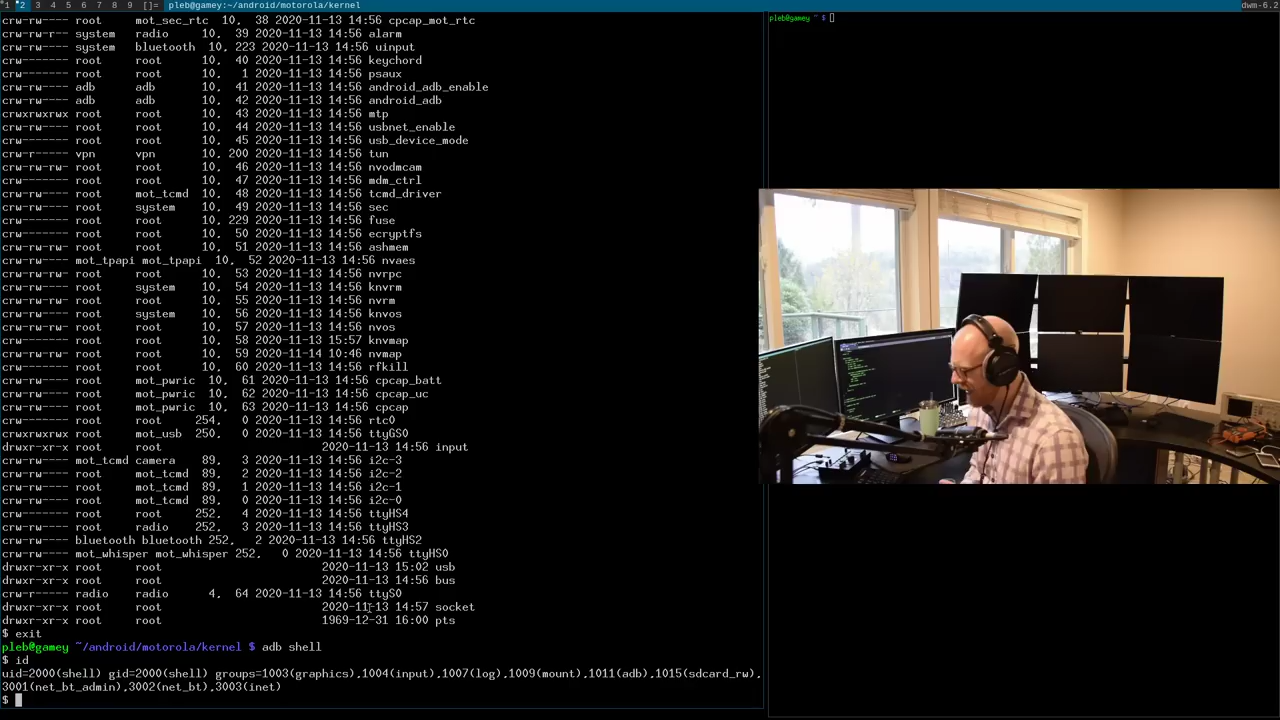 1 2 3 4 5 6 7 8 9 []= pleb@gamey:~/android/motorola/kernel dwm-6.2
crw-rw---- root mot_sec_rtc 10, 38 2020-11-13 14:56 cpcap_mot_rtc
crw-rw-r-- system radio 10, 39 2020-11-13 14:56 alarm
crw-rw---- system bluetooth 10, 223 2020-11-13 14:56 uinput
crw------- root root 10, 40 2020-11-13 14:56 keychord
crw------- root root 10, 1 2020-11-13 14:56 psaux
crw------- adb adb 10, 41 2020-11-13 14:56 android_adb_enable
crw------- adb adb 10, 42 2020-11-13 14:56 android_adb
crwxrwxrwx root root 10, 43 2020-11-13 14:56 mtp
crw------- root root 10, 44 2020-11-13 14:56 usbnet_enable
crw------- root root 10, 45 2020-11-13 14:56 usb_device_mode
crw-r----- vpn vpn 10, 200 2020-11-13 14:56 tun
crw-rw-rw- root root 10, 46 2020-11-13 14:56 nvodmcam
crw------- root root 10, 47 2020-11-13 14:56 mdm_ctrl
crw-rw---- root mot_tcmd 10, 48 2020-11-13 14:56 tcmd_driver
crw-rw---- root system 10, 49 2020-11-13 14:56 sec
crw------- root root 10, 229 2020-11-13 14:56 fuse
crw------- root root 10, 50 2020-11-13 14:56 ecryptfs
crw-rw-rw- root root 10, 51 2020-11-13 14:56 ashmem
crw-rw---- mot_tpapi mot_tpapi 10, 52 2020-11-13 14:56 nvaes
crw-rw-rw- root root 10, 53 2020-11-13 14:56 nvrpc
crw-rw---- root system 10, 54 2020-11-13 14:56 knvrm
crw-rw-rw- root root 10, 55 2020-11-13 14:56 nvrm
crw-rw---- root system 10, 56 2020-11-13 14:56 knvos
crw-rw-rw- root root 10, 57 2020-11-13 14:56 nvos
crw-rw---- root root 10, 58 2020-11-13 15:57 knvmap
crw-rw-rw- root root 10, 59 2020-11-14 10:46 nvmap
crw------- root root 10, 60 2020-11-13 14:56 rfkill
crw-rw---- root mot_pwric 10, 61 2020-11-13 14:56 cpcap_batt
crw-rw---- root mot_pwric 10, 62 2020-11-13 14:56 cpcap_uc
crw-rw---- root mot_pwric 10, 63 2020-11-13 14:56 cpcap
crw------- root root 254, 0 2020-11-13 14:56 rtc0
crwxrwxrwx root mot_usb 250, 0 2020-11-13 14:56 ttyGS0
drwxr-xr-x root root 2020-11-13 14:56 input
crw-rw---- mot_tcmd camera 89, 3 2020-11-13 14:56 i2c-3
crw-rw---- root mot_tcmd 89, 2 2020-11-13 14:56 i2c-2
crw-rw---- root mot_tcmd 89, 1 2020-11-13 14:56 i2c-1
crw-rw---- root mot_tcmd 89, 0 2020-11-13 14:56 i2c-0
crw------- root root 252, 4 2020-11-13 14:56 ttyHS4
crw-rw---- root radio 252, 3 2020-11-13 14:56 ttyHS3
crw-rw---- bluetooth bluetooth 252, 2 2020-11-13 14:56 ttyHS2
crw-rw---- mot_whisper mot_whisper 252, 0 2020-11-13 14:56 ttyHS0
drwxr-xr-x root root 2020-11-13 15:02 usb
drwxr-xr-x root root 2020-11-13 14:56 bus
crw-rw---- radio radio 4, 64 2020-11-13 14:56 ttyS0
drwxr-xr-x root root 2020-11-13 14:57 socket
drwxr-xr-x root root 1969-12-31 16:00 pts
$ exit
pleb@gamey ~/android/motorola/kernel $ adb shell
$ id
uid=2000(shell) gid=2000(shell) groups=1003(graphics),1004(input),1007(log),1009(mount),1011(adb),1015(sdcard_rw),
3001(net_bt_admin),3002(net_bt),3003(inet)
$
pleb@gamey ~ $